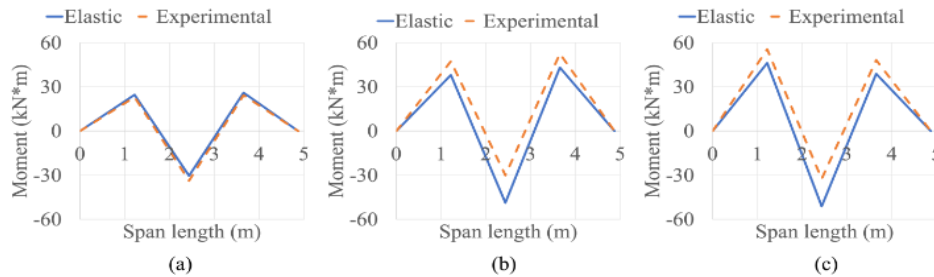 Elastic Experimental Elastic Experimental Elastic Experimental
60 60 60
30 30 30
0 0 0
0 1 2 3 4 5 0 1 2 3 4 5 0 1 2 3 4 5
-30 -30 -30
-60 -60 -60
Moment (kN*m) Moment (kN*m) Moment (kN*m)
Span length (m) Span length (m) Span length (m)
(a) (b) (c)